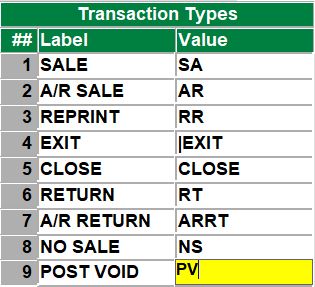 Transaction Types
## Label Value
1 SALE SA
2 A/R SALE AR
3 REPRINT RR
4 EXIT |EXIT
5 CLOSE CLOSE
6 RETURN RT
7 A/R RETURN ARRT
8 NO SALE NS
9 POST VOID PV